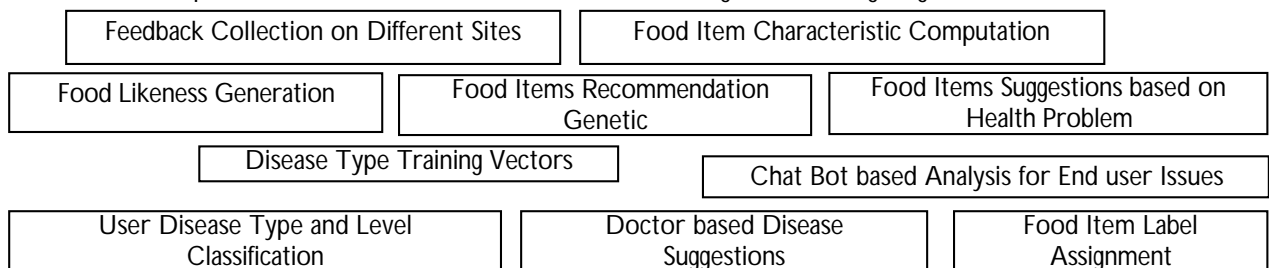 Feedback Collection on Different Sites
Food Item Characteristic Computation
Food Likeness Generation
Food Items Recommendation
Genetic
Food Items Suggestions based on
Health Problem
Disease Type Training Vectors
Chat Bot based Analysis for End user Issues
User Disease Type and Level
Classification
Doctor based Disease
Suggestions
Food Item Label
Assignment